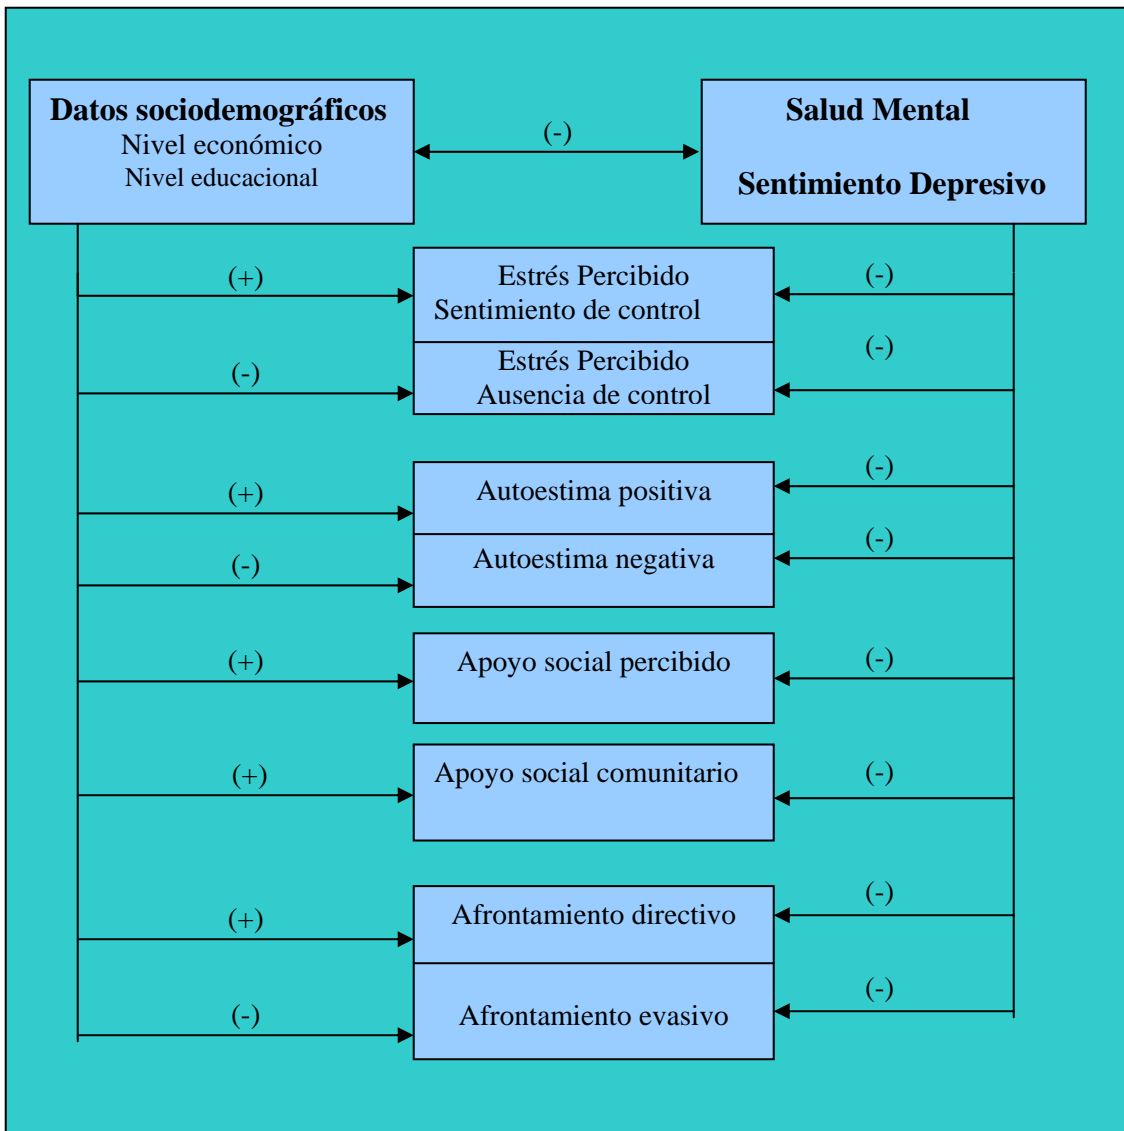 Datos sociodemográficos
Nivel económico
Nivel educacional
(-)
Salud Mental
Sentimiento Depresivo
(+)
Estrés Percibido
Sentimiento de control
(-)
(-)
Estrés Percibido
Ausencia de control
(-)
(+)
Autoestima positiva
(-)
(-)
Autoestima negativa
(-)
(+)
Apoyo social percibido
(-)
(+)
Apoyo social comunitario
(-)
(+)
Afrontamiento directivo
(-)
(-)
Afrontamiento evasivo
(-)